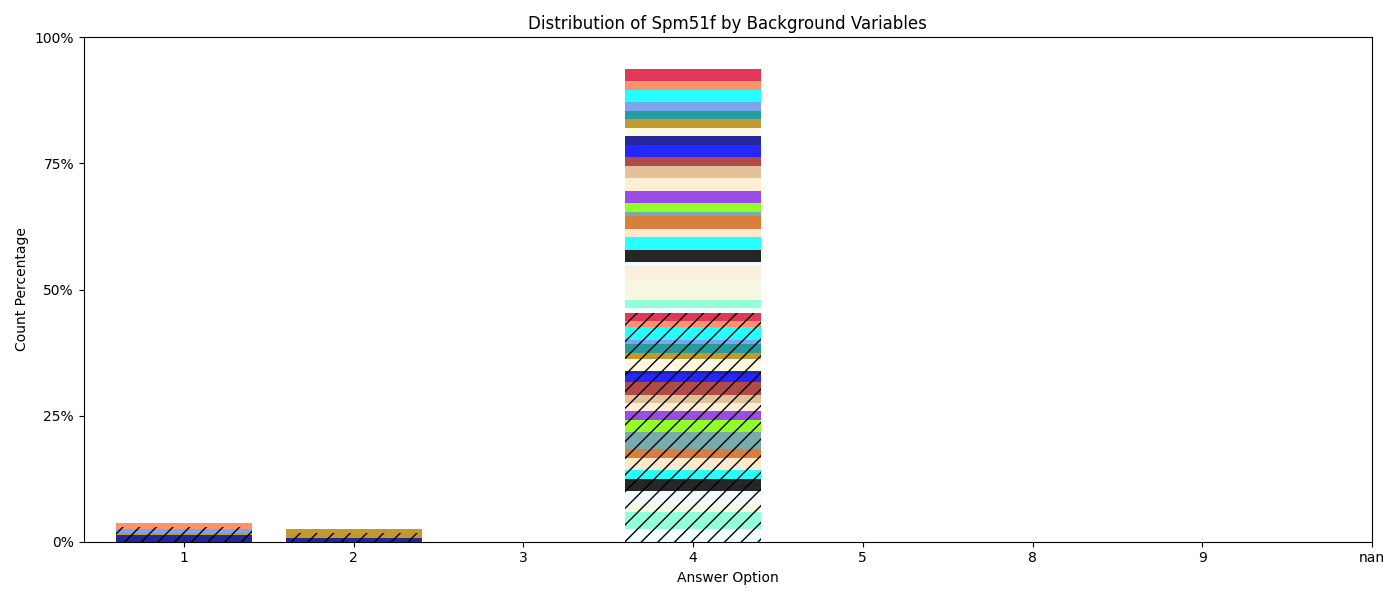 Distribution of Spm51f by Background Variables
100%
75%
50%
25%
0%
Count Percentage
1 2 3 4 5 8 9 nan
Answer Option